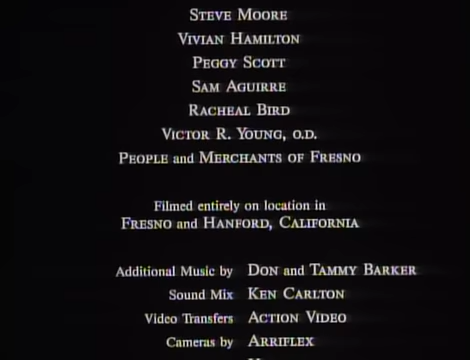 STEVE MOORE
VIVIAN HAMILTON
PEGGY SCOTT
SAM AGUIRRE
RACHEAL BIRD
VICTOR R. YOUNG, O.D.
PEOPLE and MERCHANTS OF FRESNO
Filmed entirely on location in
FRESNO and HANFORD, CALIFORNIA
Additional Music by DON and TAMMY BARKER
Sound Mix KEN CARLTON
Video Transfers ACTION VIDEO
Cameras by ARRIFLEX